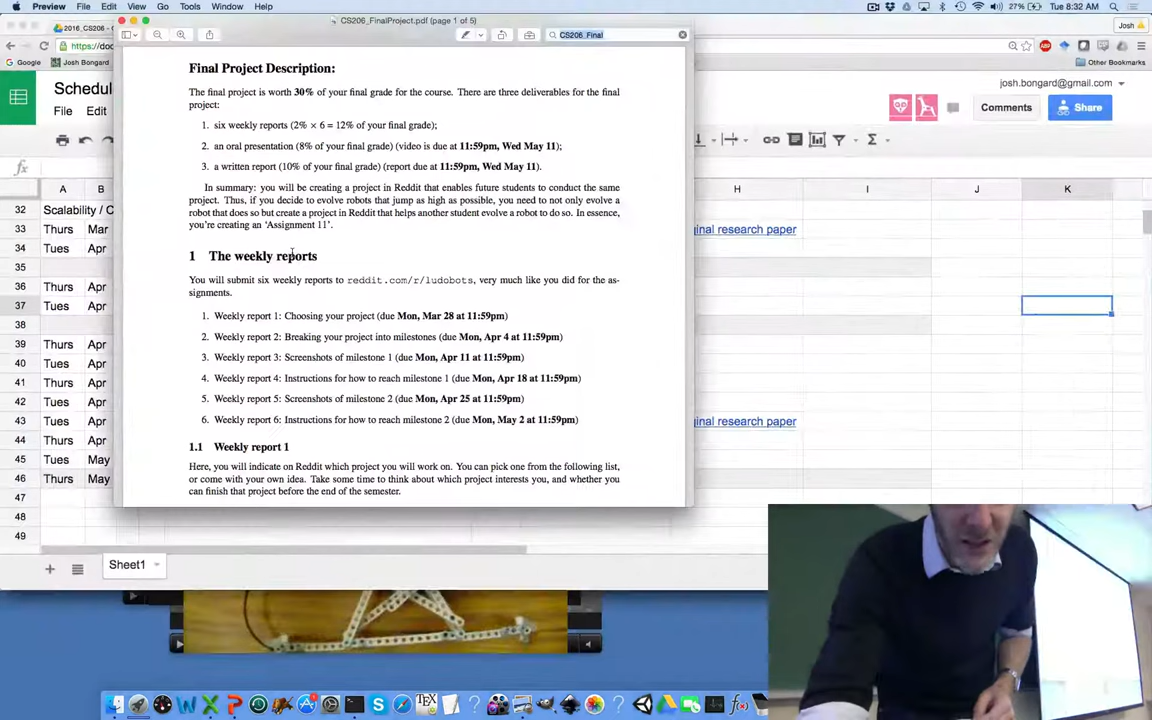 Preview File Edit View Go Tools Window Help 27% Tue 8:32 AM
CS206_FinalProject.pdf (page 1 of 5)
2016_CS206 - Josh
CS206_Final
https://doc
Google Josh Bongard Other Bookmarks
Final Project Description:
josh.bongard@gmail.com
Schedul
The final project is worth 30% of your final grade for the course. There are three deliverables for the final
project:
File Edit Comments Share
1. six weekly reports (2% × 6 = 12% of your final grade);
2. an oral presentation (8% of your final grade) (video is due at 11:59pm, Wed May 11);
3. a written report (10% of your final grade) (report due at 11:59pm, Wed May 11).
fx
In summary: you will be creating a project in Reddit that enables future students to conduct the same
project. Thus, if you decide to evolve robots that jump as high as possible, you need to not only evolve a
robot that does so but create a project in Reddit that helps another student evolve a robot to do so. In essence,
you're creating an 'Assignment 11'.
A B H I J K
32 Scalability / C
33 Thurs Mar ginal research paper
34 Tues Apr
35
36 Thurs Apr
37 Tues Apr
38
39 Thurs Apr
40 Tues Apr
41 Thurs Apr
42 Tues Apr
43 Thurs Apr ginal research paper
44 Thurs Apr
45 Tues May
46 Thurs May
47
48
49
1 The weekly reports
You will submit six weekly reports to reddit.com/r/ludobots, very much like you did for the as-
signments.
1. Weekly report 1: Choosing your project (due Mon, Mar 28 at 11:59pm)
2. Weekly report 2: Breaking your project into milestones (due Mon, Apr 4 at 11:59pm)
3. Weekly report 3: Screenshots of milestone 1 (due Mon, Apr 11 at 11:59pm)
4. Weekly report 4: Instructions for how to reach milestone 1 (due Mon, Apr 18 at 11:59pm)
5. Weekly report 5: Screenshots of milestone 2 (due Mon, Apr 25 at 11:59pm)
6. Weekly report 6: Instructions for how to reach milestone 2 (due Mon, May 2 at 11:59pm)
1.1 Weekly report 1
Here, you will indicate on Reddit which project you will work on. You can pick one from the following list,
or come with your own idea. Take some time to think about which project interests you, and whether you
can finish that project before the end of the semester.
Sheet1